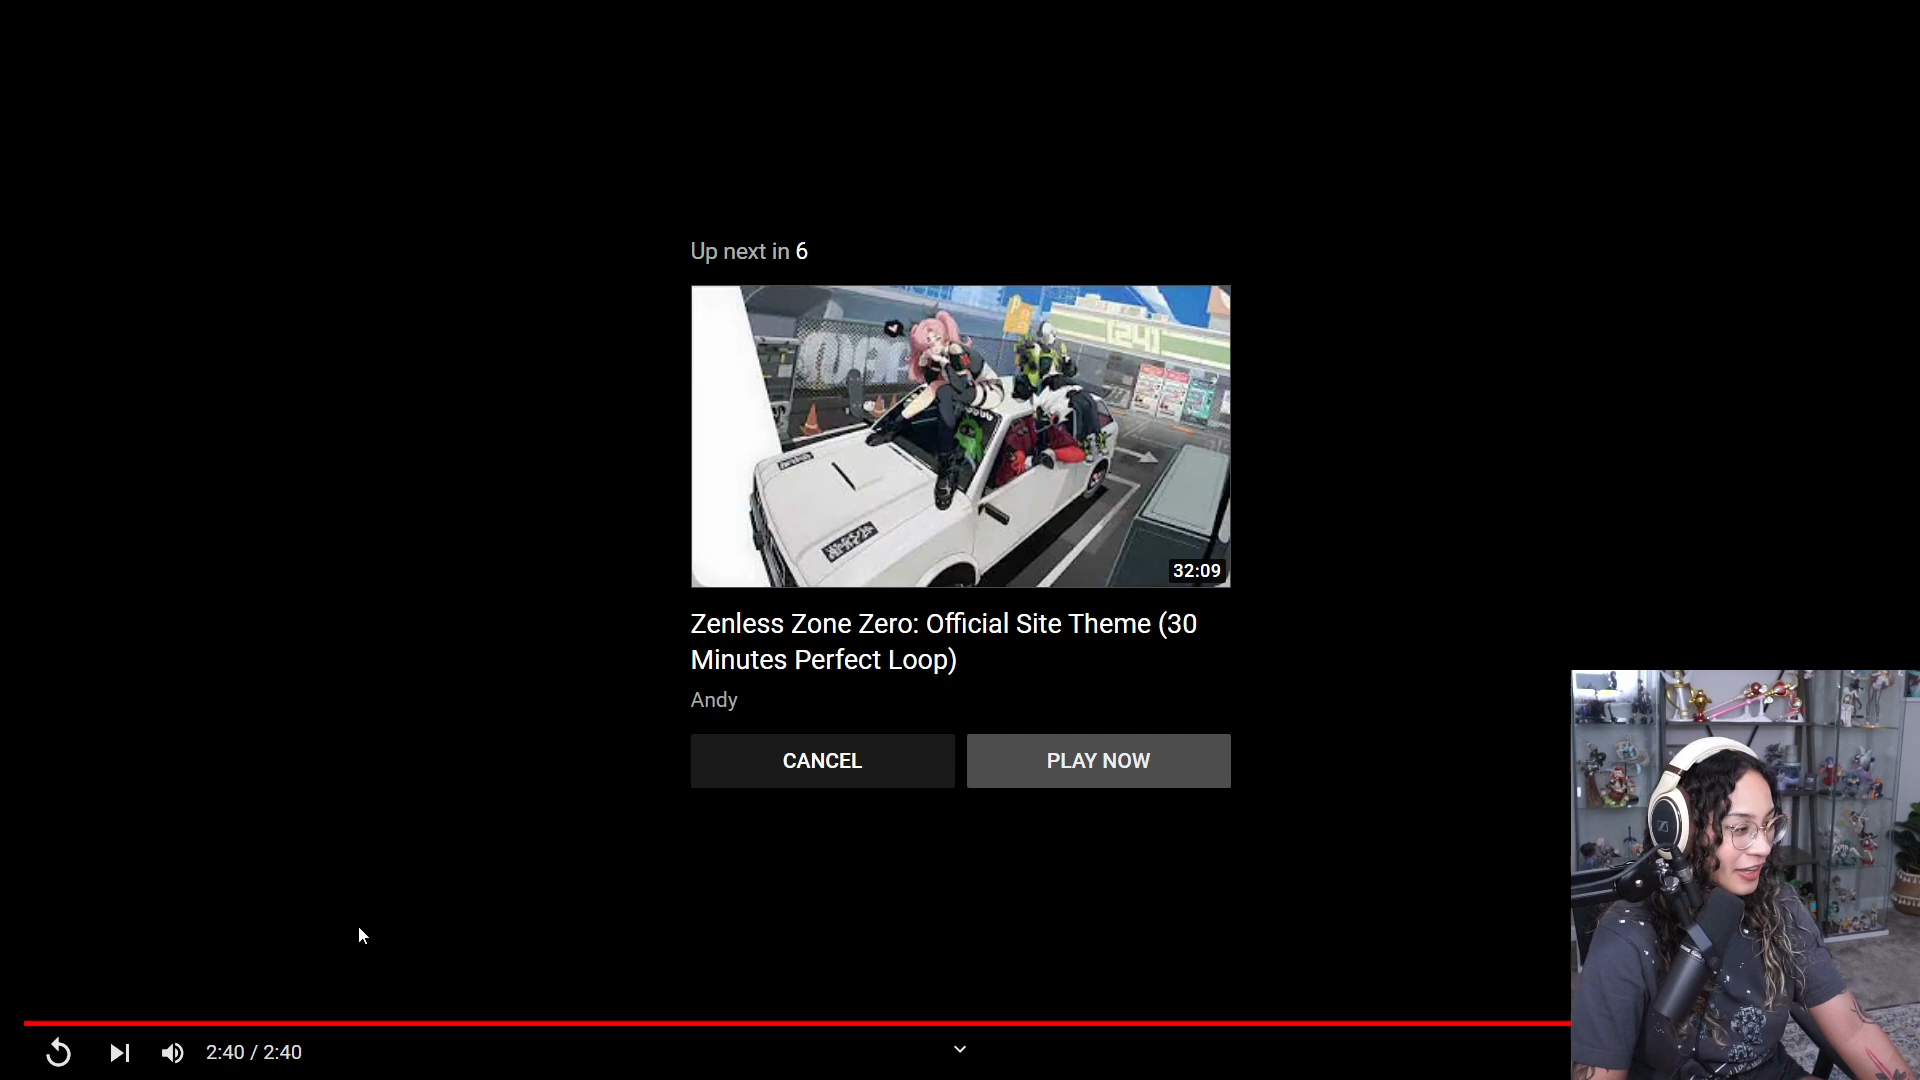 Up next in 6
1241
32:09
Zenless Zone Zero: Official Site Theme (30
Minutes Perfect Loop)
Andy
CANCEL
PLAY NOW
2:40 / 2:40